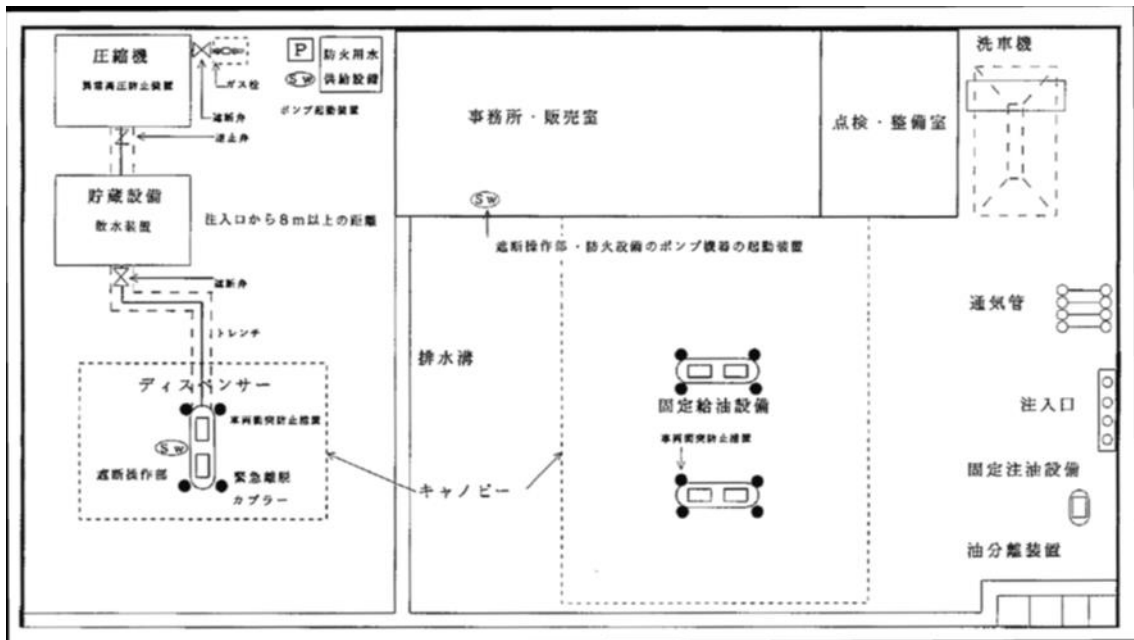 圧縮機
異常高圧防止装置
ガス栓
遮断弁
逆止弁
P
防火用水
Sw
供給設備
ポンプ起動装置
貯蔵設備
散水装置
注入口から8m以上の距離
遮断弁
トレンチ
ディスペンサー
車両衝突防止措置
Sw
遮断操作部
緊急離脱
カプラー
キャノピー
排水溝
事務所・販売室
点検・整備室
Sw
遮断操作部・防火設備のポンプ機器の起動装置
固定給油設備
車両衝突防止措置
洗車機
通気管
注入口
固定注油設備
油分離装置